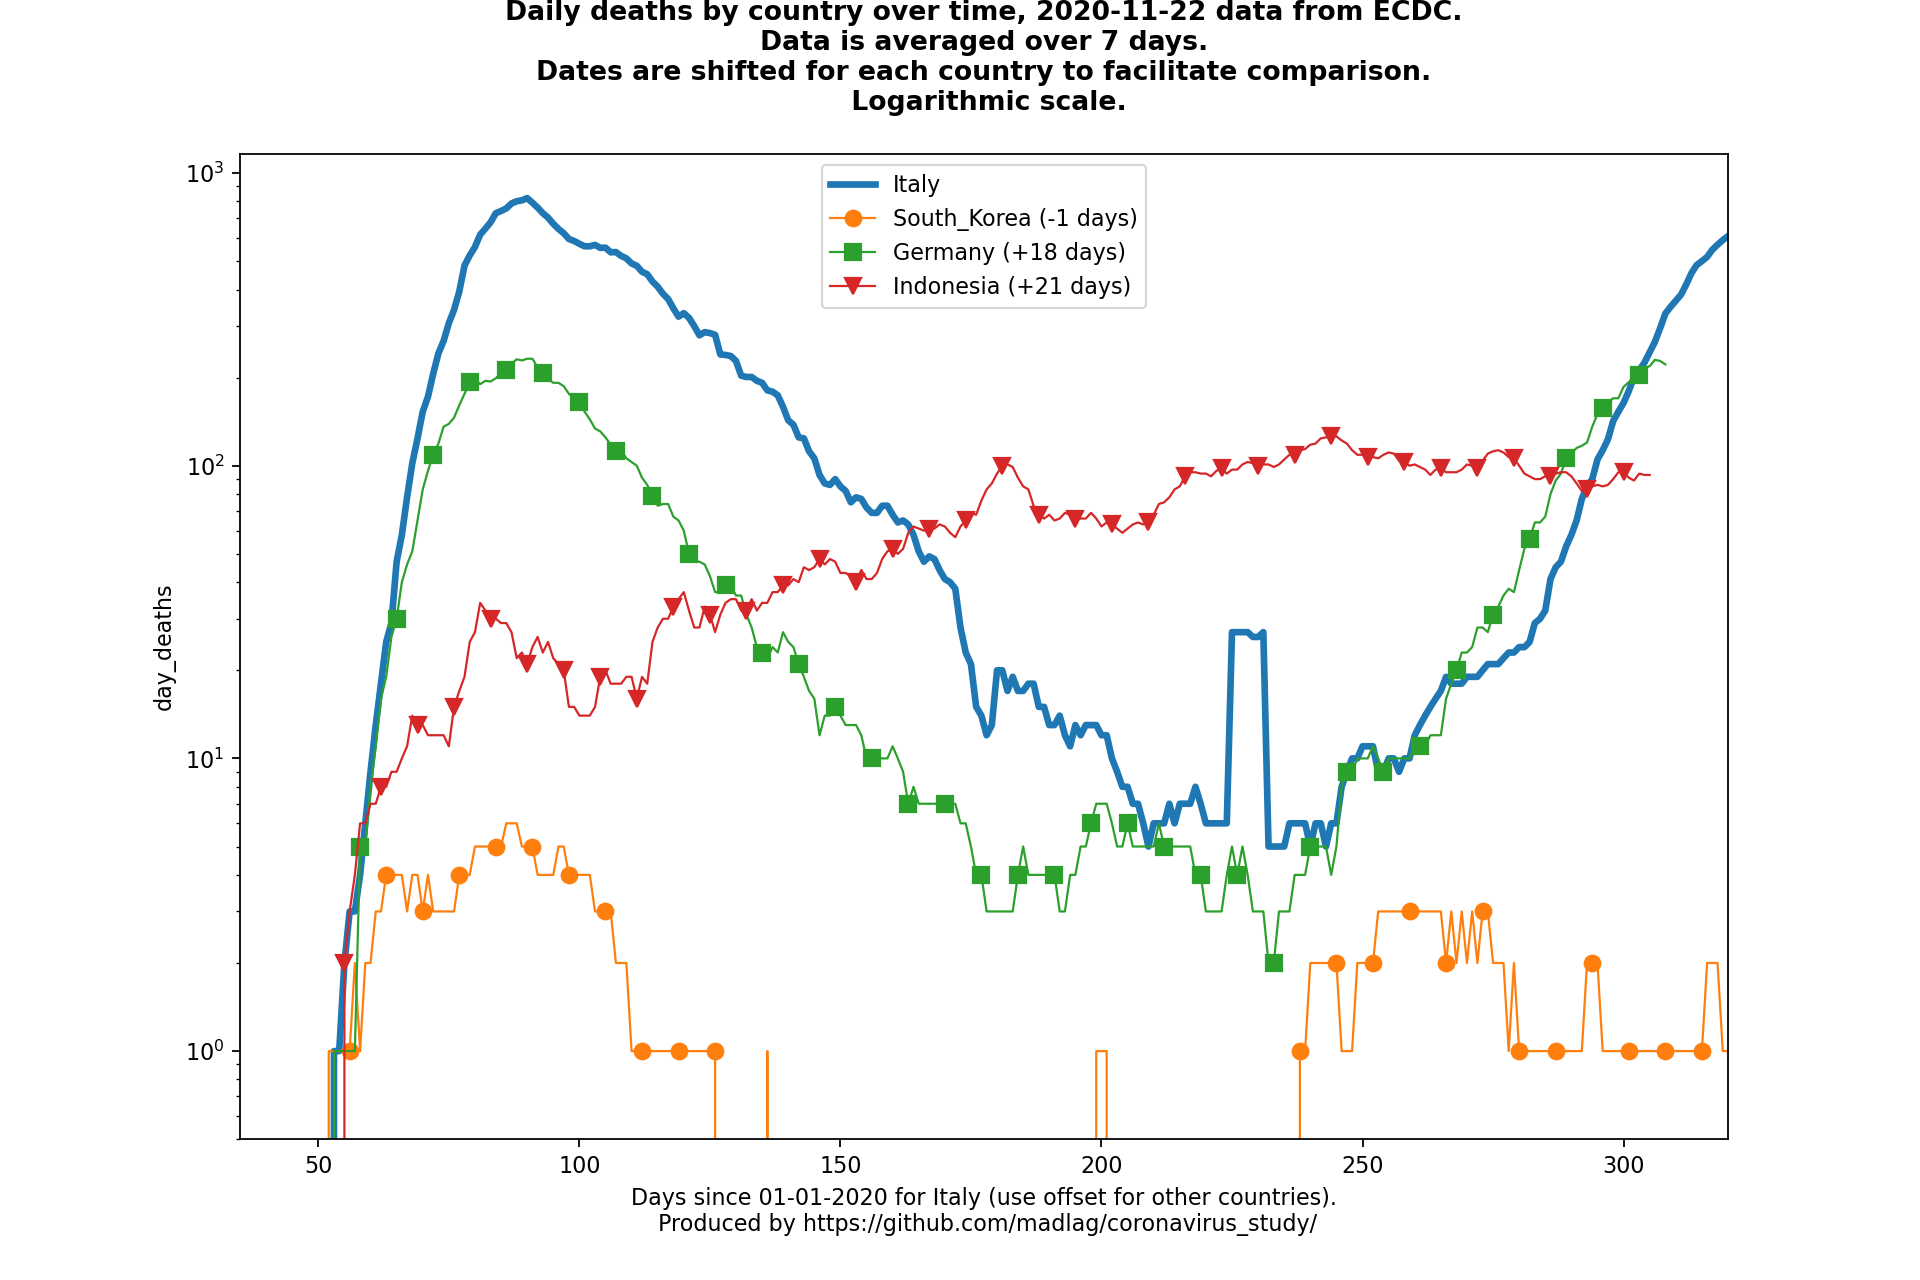 Daily deaths by country over time, 2020-11-22 data from ECDC.
Data is averaged over 7 days.
Dates are shifted for each country to facilitate comparison.
Logarithmic scale.
10³
Italy
South_Korea (-1 days)
Germany (+18 days)
Indonesia (+21 days)
10²
day_deaths
10¹
10⁰
50 100 150 200 250 300
Days since 01-01-2020 for Italy (use offset for other countries).
Produced by https://github.com/madlag/coronavirus_study/